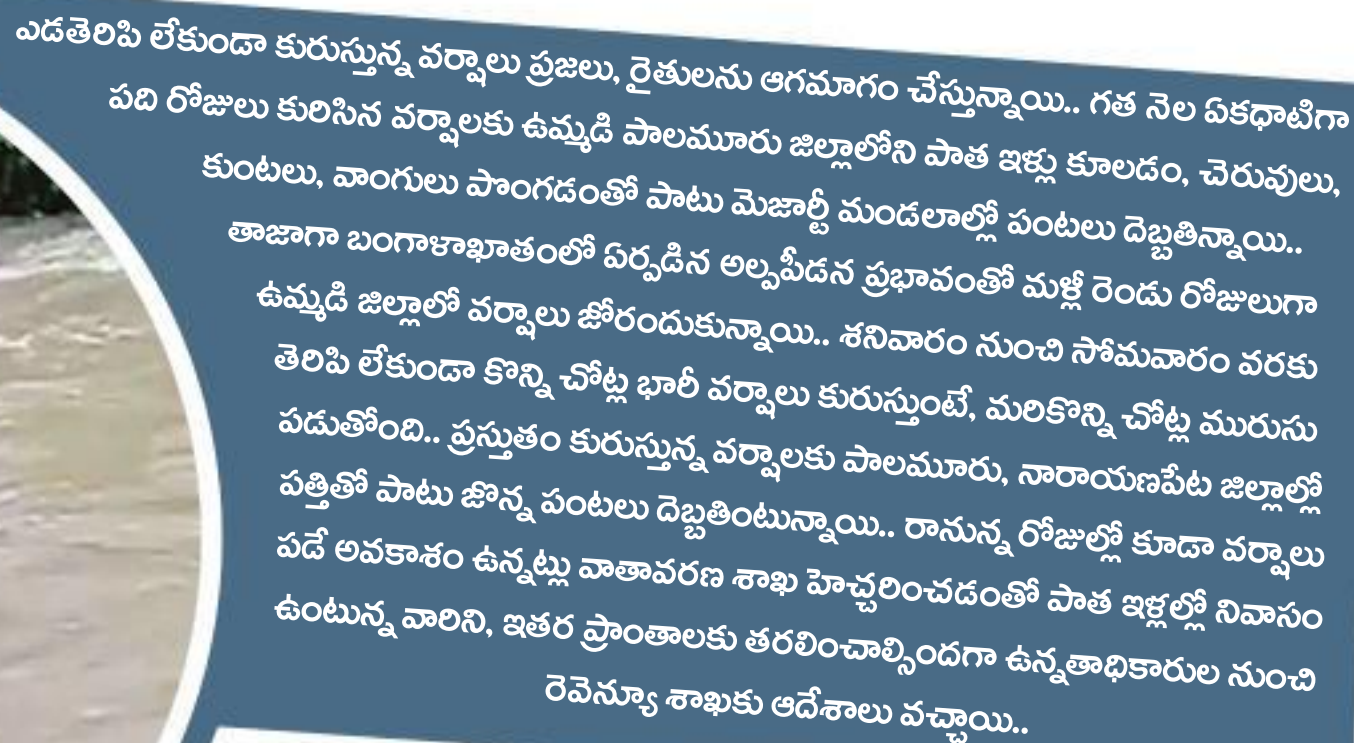 ఎడతెరిపి లేకుండా కురుస్తున్న వర్షాలు ప్రజలు, రైతులను ఆగమాగం చేస్తున్నాయి.. గత నెల ఏకధాటిగా
పది రోజులు కురిసిన వర్షాలకు ఉమ్మడి పాలమూరు జిల్లాలోని పాత ఇళ్లు కూలడం, చెరువులు,
కుంటలు, వాంగులు పొంగడంతో పాటు మెజార్టీ మండలాల్లో పంటలు దెబ్బతిన్నాయి..
తాజాగా బంగాళాఖాతంలో ఏర్పడిన అల్పపీడన ప్రభావంతో మళ్లీ రెండు రోజులుగా
ఉమ్మడి జిల్లాలో వర్షాలు జోరందుకున్నాయి.. శనివారం నుంచి సోమవారం వరకు
తెరిపి లేకుండా కొన్ని చోట్ల భారీ వర్షాలు కురుస్తుంటే, మరికొన్ని చోట్ల మురుసు
పడుతోంది.. ప్రస్తుతం కురుస్తున్న వర్షాలకు పాలమూరు, నారాయణపేట జిల్లాల్లో
పత్తితో పాటు జొన్న పంటలు దెబ్బతింటున్నాయి.. రానున్న రోజుల్లో కూడా వర్షాలు
పడే అవకాశం ఉన్నట్లు వాతావరణ శాఖ హెచ్చరించడంతో పాత ఇళ్లల్లో నివాసం
ఉంటున్న వారిని, ఇతర ప్రాంతాలకు తరలించాల్సిందగా ఉన్నతాధికారుల నుంచి
రెవెన్యూ శాఖకు ఆదేశాలు వచ్చాయి..